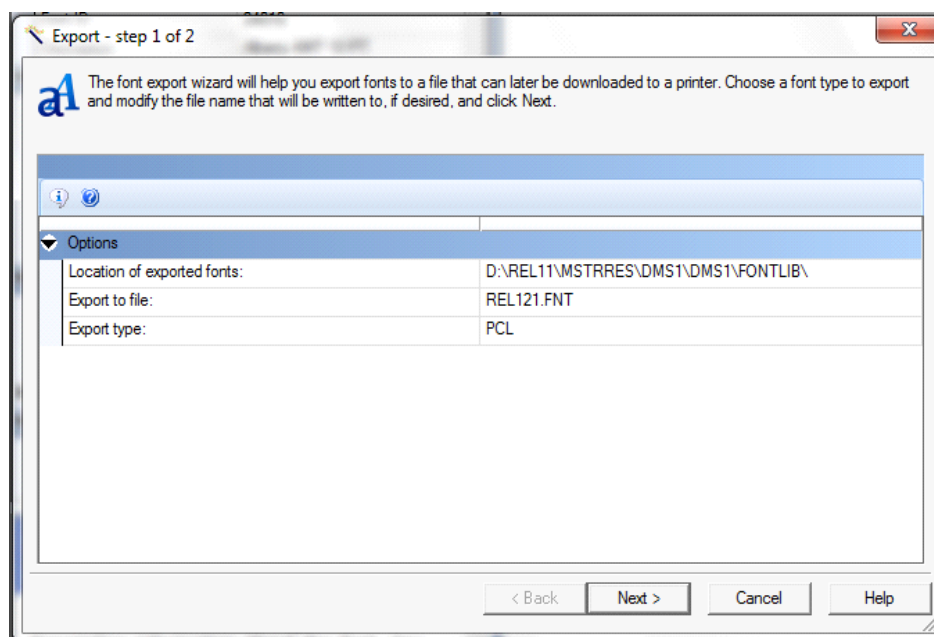 Export - step 1 of 2
The font export wizard will help you export fonts to a file that can later be downloaded to a printer. Choose a font type to export
and modify the file name that will be written to, if desired, and click Next.
Options
Location of exported fonts: D:\REL11\MSTRRES\DMS1\DMS1\FONTLIB\
Export to file: REL121.FNT
Export type: PCL
< Back Next > Cancel Help